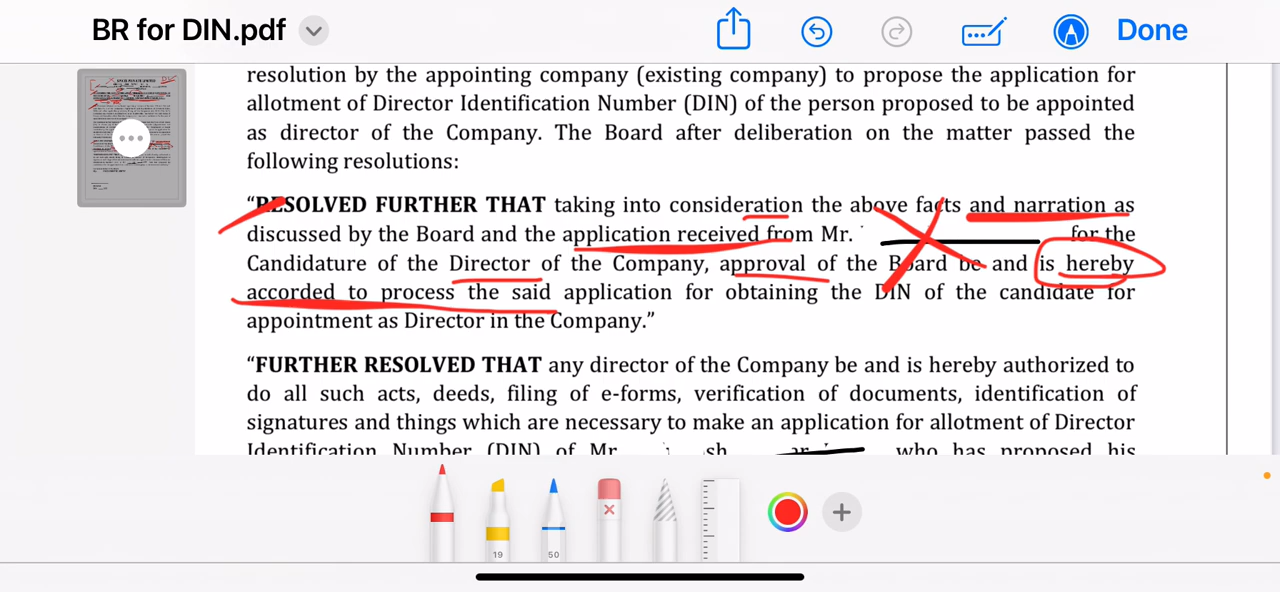 BR for DIN.pdf
Done
resolution by the appointing company (existing company) to propose the application for
allotment of Director Identification Number (DIN) of the person proposed to be appointed
as director of the Company. The Board after deliberation on the matter passed the
following resolutions:
“RESOLVED FURTHER THAT taking into consideration the above facts and narration as
discussed by the Board and the application received from Mr. for the
Candidature of the Director of the Company, approval of the Board be and is hereby
accorded to process the said application for obtaining the DIN of the candidate for
appointment as Director in the Company.”
“FURTHER RESOLVED THAT any director of the Company be and is hereby authorized to
do all such acts, deeds, filing of e-forms, verification of documents, identification of
signatures and things which are necessary to make an application for allotment of Director
Identification Number (DIN) of Mr. who has proposed his
19
50